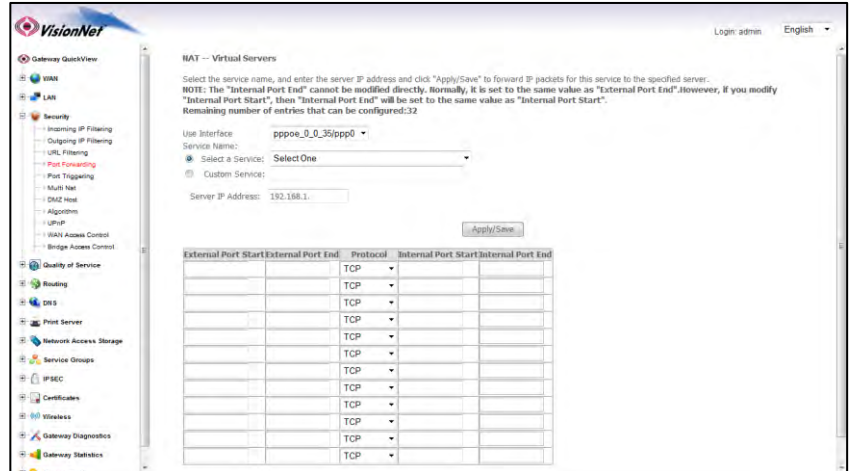 VisionNet
Login: admin
English
Gateway QuickView
WAN
LAN
Security
Incoming IP Filtering
Outgoing IP Filtering
URL Filtering
Port Forwarding
Port Triggering
Multi Nat
DMZ Host
Algorithm
UPnP
WAN Access Control
Bridge Access Control
Quality of Service
Routing
DNS
Print Server
Network Access Storage
Service Groups
IPSEC
Certificates
Wireless
Gateway Diagnostics
Gateway Statistics
NAT -- Virtual Servers
Select the service name, and enter the server IP address and click "Apply/Save" to forward IP packets for this service to the specified server.
NOTE: The "Internal Port End" cannot be modified directly. Normally, it is set to the same value as "External Port End".However, if you modify
"Internal Port Start", then "Internal Port End" will be set to the same value as "Internal Port Start".
Remaining number of entries that can be configured:32
Use Interface pppoe_0_0_35/ppp0
Service Name:
Select a Service: Select One
Custom Service:
Server IP Address: 192.168.1.
Apply/Save
External Port Start External Port End Protocol Internal Port Start Internal Port End
TCP
TCP
TCP
TCP
TCP
TCP
TCP
TCP
TCP
TCP
TCP
TCP